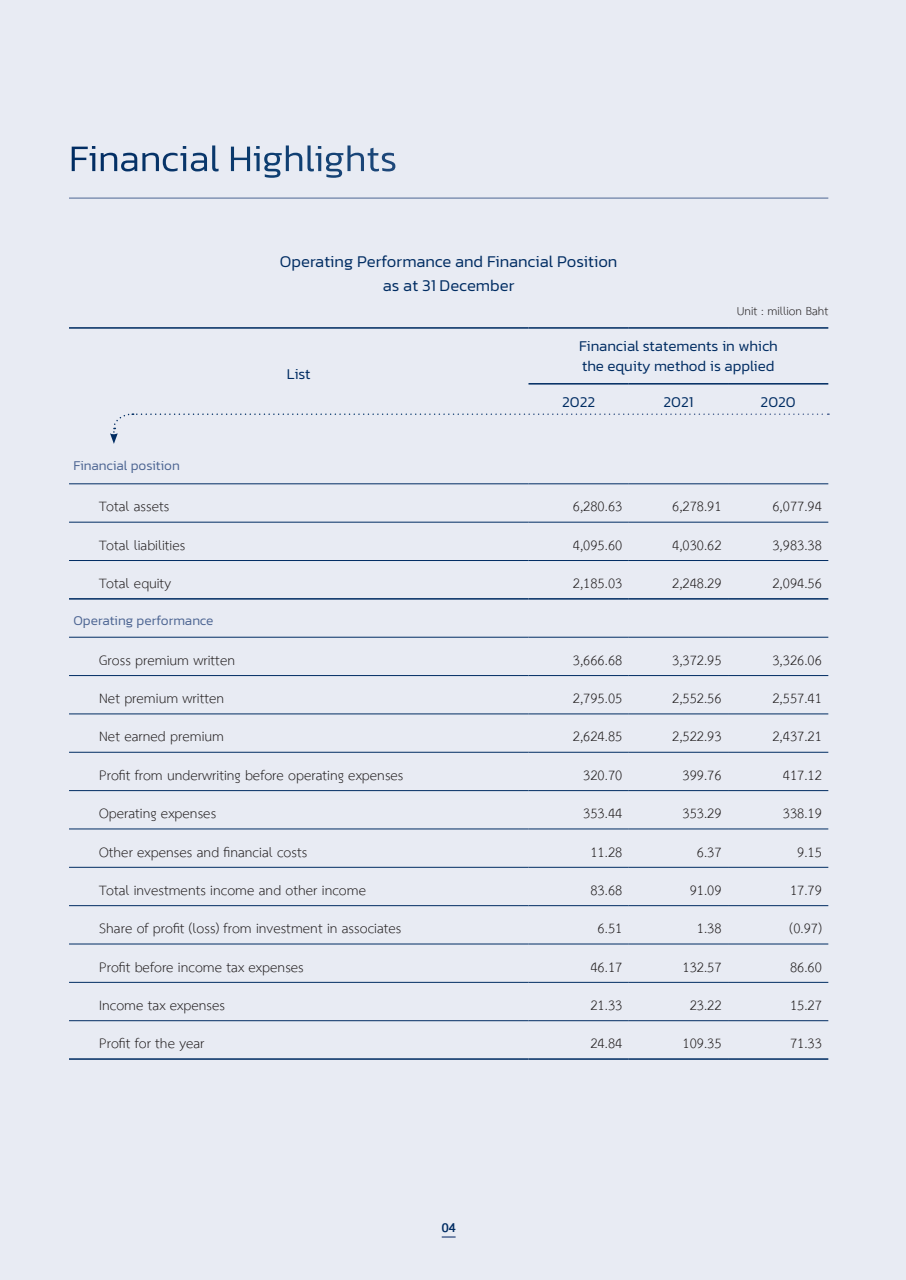 Financial Highlights
Operating Performance and Financial Position
as at 31 December
Unit : million Baht
List
Financial statements in which
the equity method is applied
2022 2021 2020
Financial position
Total assets 6,280.63 6,278.91 6,077.94
Total liabilities 4,095.60 4,030.62 3,983.38
Total equity 2,185.03 2,248.29 2,094.56
Operating performance
Gross premium written 3,666.68 3,372.95 3,326.06
Net premium written 2,795.05 2,552.56 2,557.41
Net earned premium 2,624.85 2,522.93 2,437.21
Profit from underwriting before operating expenses 320.70 399.76 417.12
Operating expenses 353.44 353.29 338.19
Other expenses and financial costs 11.28 6.37 9.15
Total investments income and other income 83.68 91.09 17.79
Share of profit (loss) from investment in associates 6.51 1.38 (0.97)
Profit before income tax expenses 46.17 132.57 86.60
Income tax expenses 21.33 23.22 15.27
Profit for the year 24.84 109.35 71.33
04